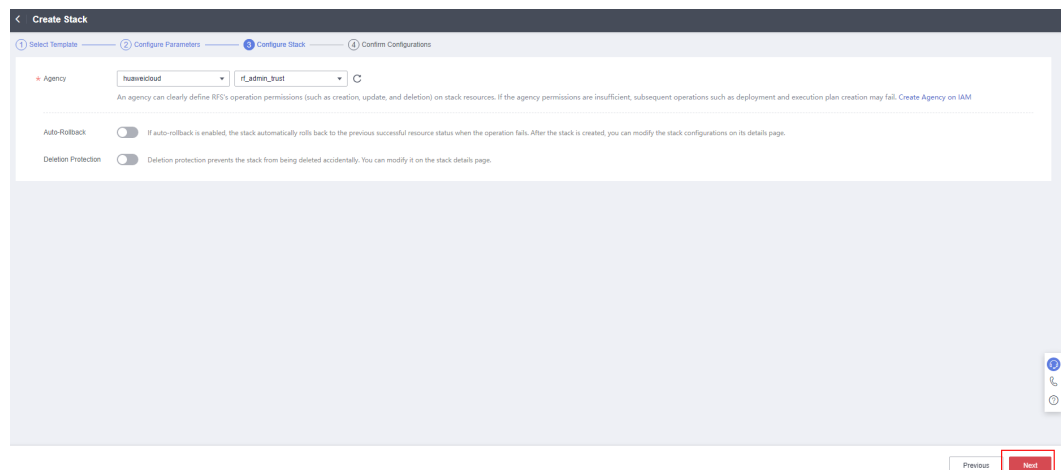 < Create Stack
1 Select Template 2 Configure Parameters 3 Configure Stack 4 Confirm Configurations
* Agency huaweicloud rf_admin_trust
An agency can clearly define RFS's operation permissions (such as creation, update, and deletion) on stack resources. If the agency permissions are insufficient, subsequent operations such as deployment and execution plan creation may fail. Create Agency on IAM
Auto-Rollback If auto-rollback is enabled, the stack automatically rolls back to the previous successful resource status when the operation fails. After the stack is created, you can modify the stack configurations on its details page.
Deletion Protection Deletion protection prevents the stack from being deleted accidentally. You can modify it on the stack details page.
Previous Next